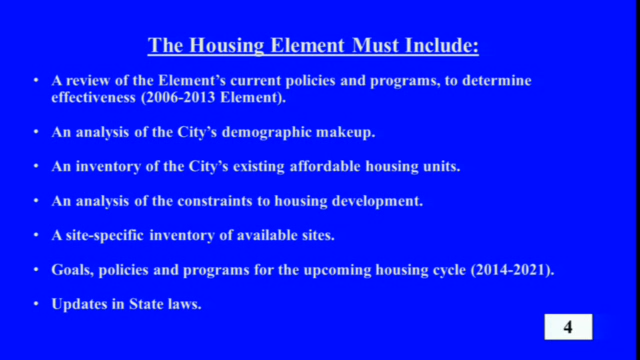 The Housing Element Must Include:
• A review of the Element's current policies and programs, to determine
effectiveness (2006-2013 Element).
• An analysis of the City's demographic makeup.
• An inventory of the City's existing affordable housing units.
• An analysis of the constraints to housing development.
• A site-specific inventory of available sites.
• Goals, policies and programs for the upcoming housing cycle (2014-2021).
• Updates in State laws.
4